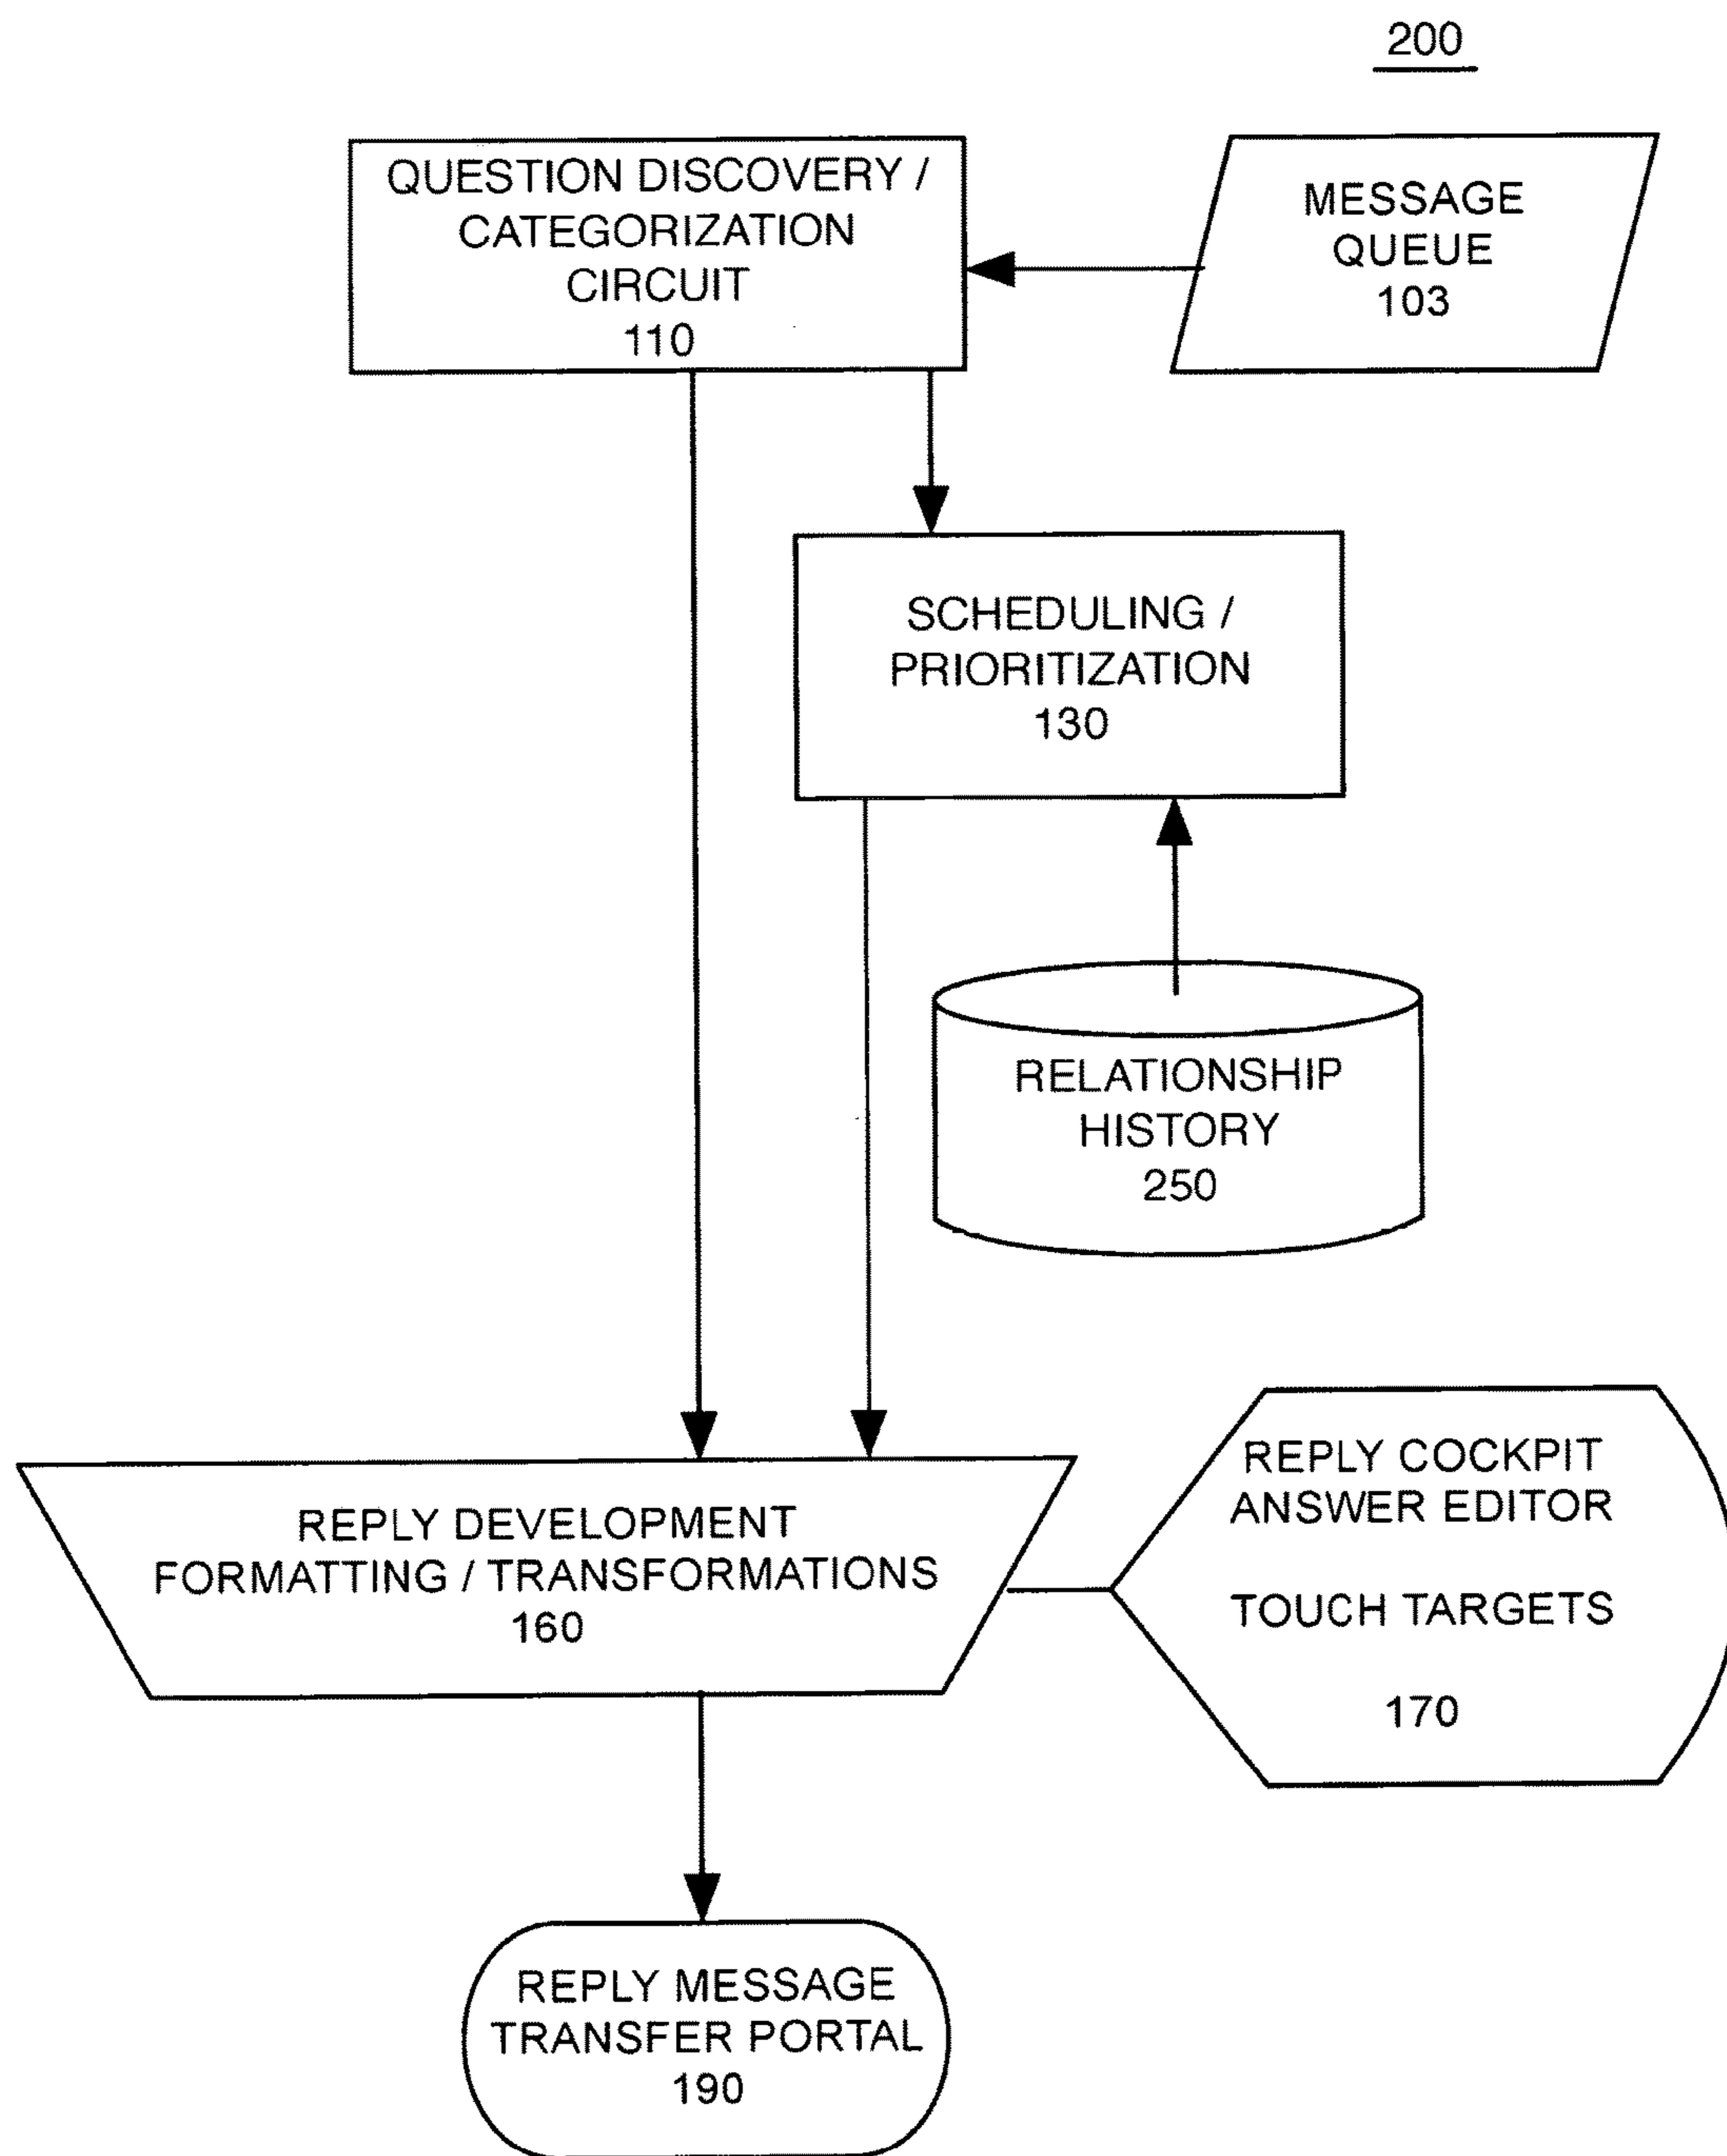 200
QUESTION DISCOVERY /
CATEGORIZATION
CIRCUIT
110
MESSAGE
QUEUE
103
SCHEDULING /
PRIORITIZATION
130
RELATIONSHIP
HISTORY
250
REPLY DEVELOPMENT
FORMATTING / TRANSFORMATIONS
160
REPLY COCKPIT
ANSWER EDITOR
TOUCH TARGETS
170
REPLY MESSAGE
TRANSFER PORTAL
190